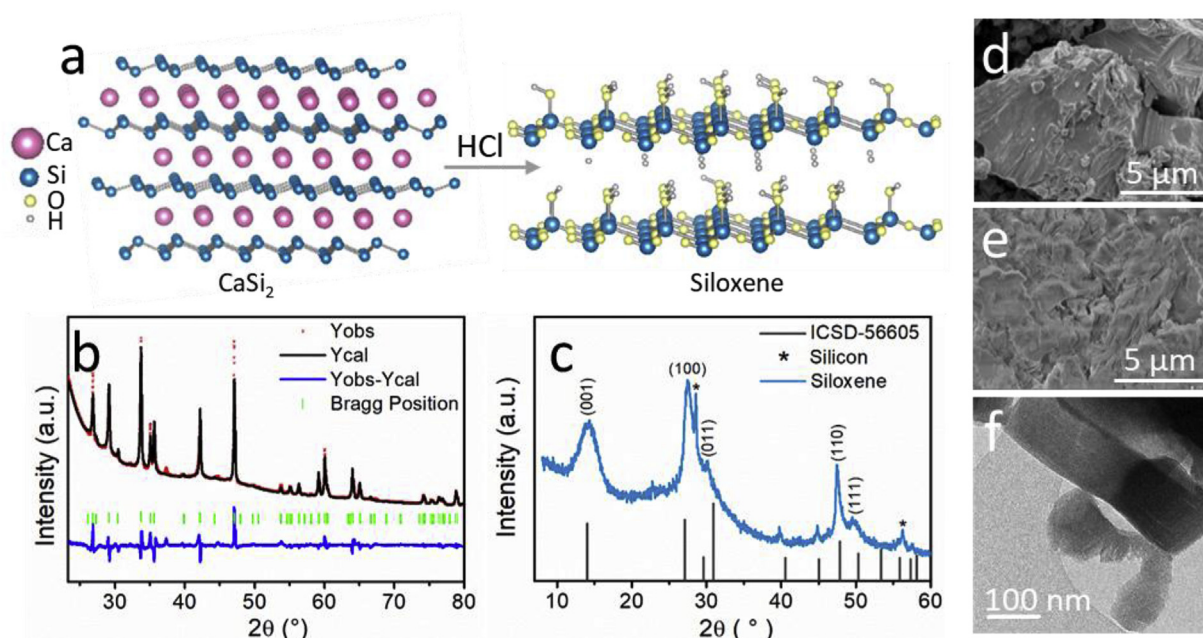 a
Ca
Si
O
H
HCl
CaSi₂
Siloxene
b
Yobs
Ycal
Yobs-Ycal
Bragg Position
Intensity (a.u.)
30 40 50 60 70 80
2θ (°)
c
ICSD-56605
* Silicon
Siloxene
(001)
(100)
*
(011)
(110)
(111)
*
Intensity (a.u.)
10 20 30 40 50 60
2θ (°)
d
5 µm
e
5 µm
f
100 nm